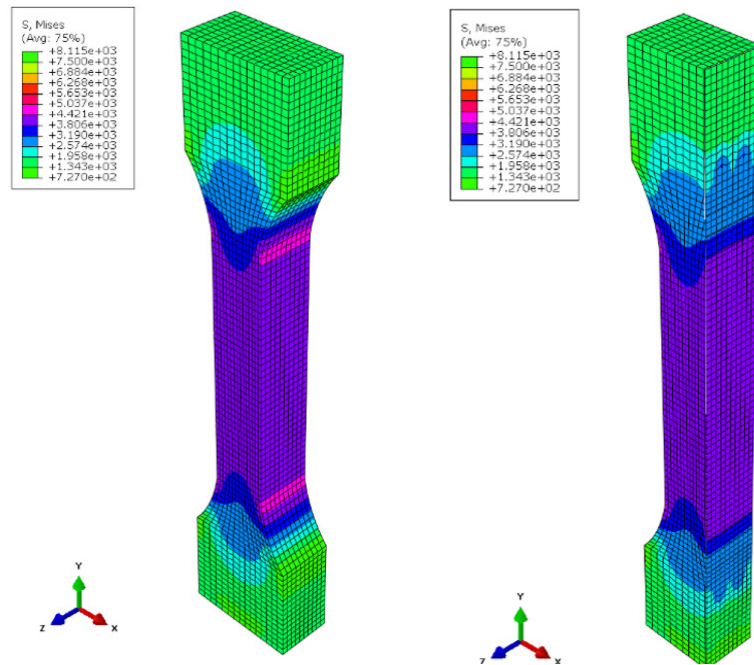 S, Mises
(Avg: 75%)
+8.115e+03
+7.500e+03
+6.884e+03
+6.268e+03
+5.653e+03
+5.037e+03
+4.421e+03
+3.806e+03
+3.190e+03
+2.574e+03
+1.958e+03
+1.343e+03
+7.270e+02
Y
Z
X
S, Mises
(Avg: 75%)
+8.115e+03
+7.500e+03
+6.884e+03
+6.268e+03
+5.653e+03
+5.037e+03
+4.421e+03
+3.806e+03
+3.190e+03
+2.574e+03
+1.958e+03
+1.343e+03
+7.270e+02
Y
Z
X